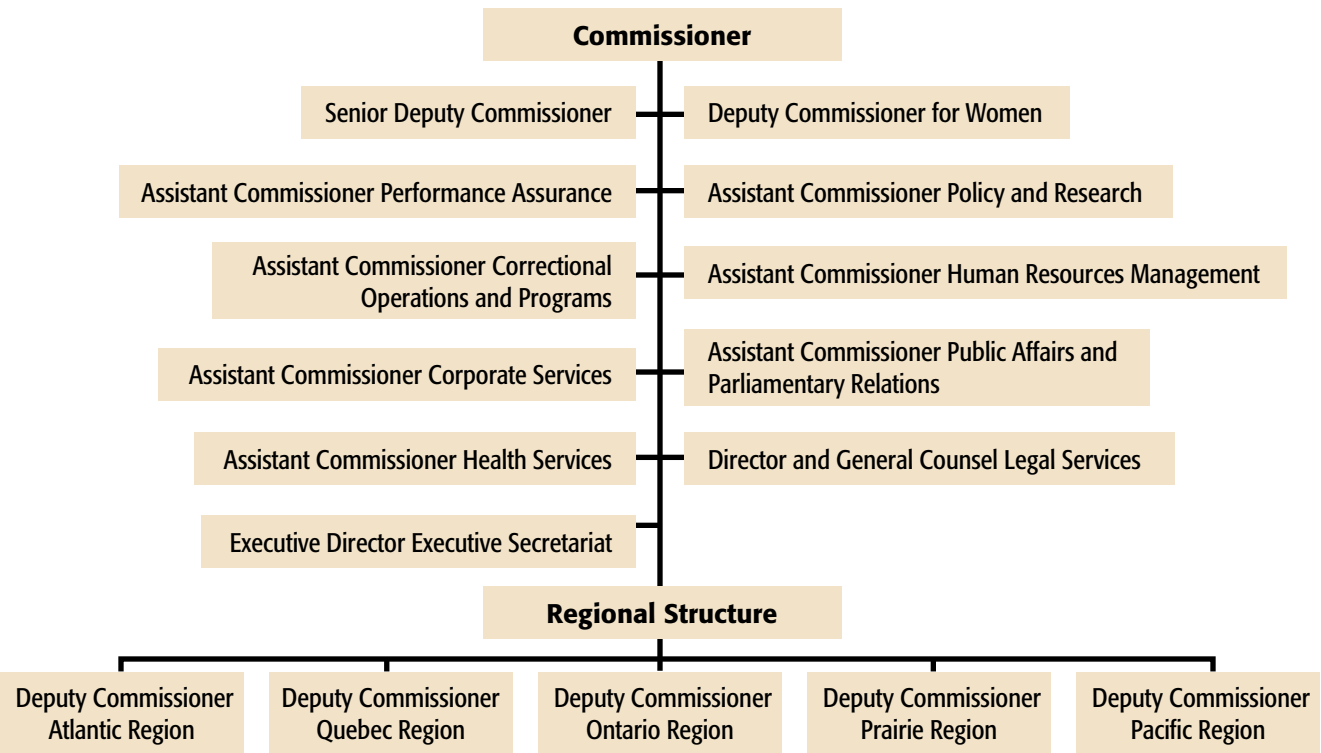 Commissioner
Senior Deputy Commissioner
Deputy Commissioner for Women
Assistant Commissioner Performance Assurance
Assistant Commissioner Policy and Research
Assistant Commissioner Correctional
Operations and Programs
Assistant Commissioner Human Resources Management
Assistant Commissioner Corporate Services
Assistant Commissioner Public Affairs and
Parliamentary Relations
Assistant Commissioner Health Services
Director and General Counsel Legal Services
Executive Director Executive Secretariat
Regional Structure
Deputy Commissioner
Atlantic Region
Deputy Commissioner
Quebec Region
Deputy Commissioner
Ontario Region
Deputy Commissioner
Prairie Region
Deputy Commissioner
Pacific Region